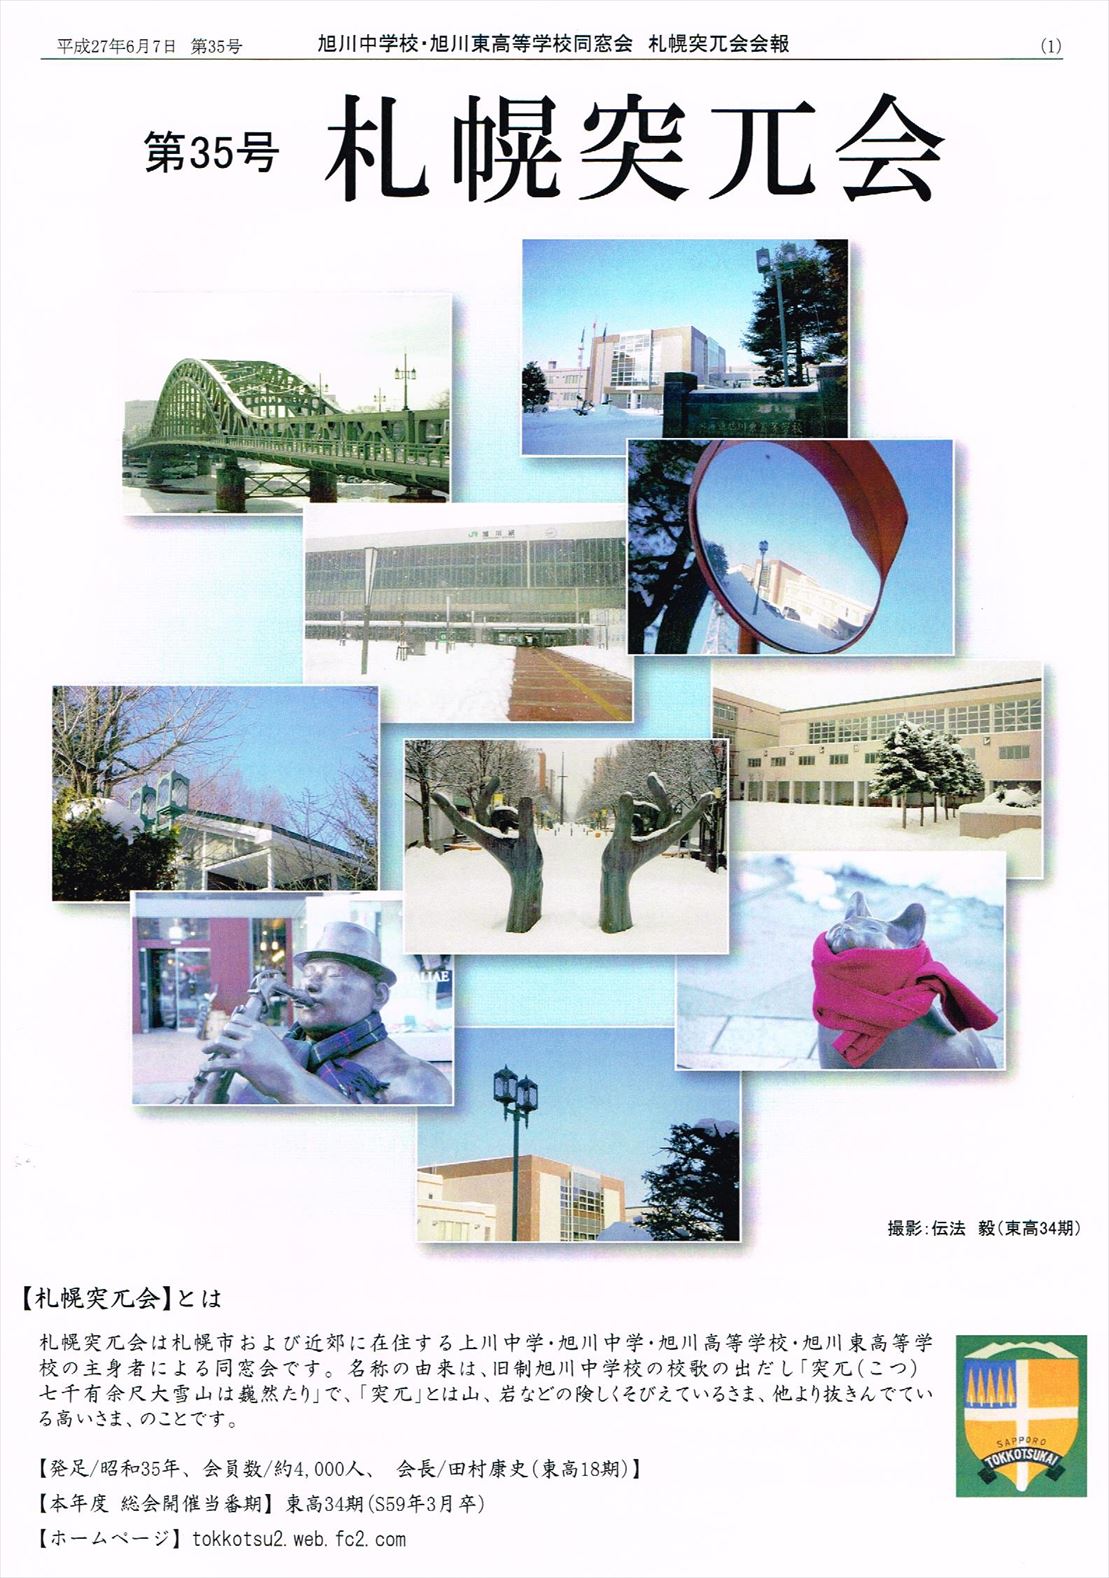 平成27年6月7日 第35号
旭川中学校・旭川東高等学校同窓会 札幌突兀会会報
(1)
第35号 札幌突兀会
旭川東高等学校
JR 旭川駅
撮影：伝法 毅(東高34期)
【札幌突兀会】とは
札幌突兀会は札幌市および近郊に在住する上川中学・旭川中学・旭川高等学校・旭川東高等学
校の主身者による同窓会です。名称の由来は、旧制旭川中学校の校歌の出だし「突兀(こつ)
七千有余尺大雪山は巍然たり」で、「突兀」とは山、岩などの険しくそびえているさま、他より抜きんでてい
る高いさま、のことです。
SAPPORO
TOKKOTSUKAI
【発足/昭和35年、会員数/約4,000人、 会長/田村康史(東高18期)】
【本年度 総会開催当番期】東高34期(S59年3月卒)
【ホームページ】tokkotsu2.web.fc2.com